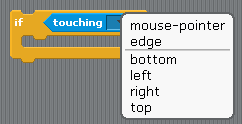 if touching
mouse-pointer
edge
bottom
left
right
top